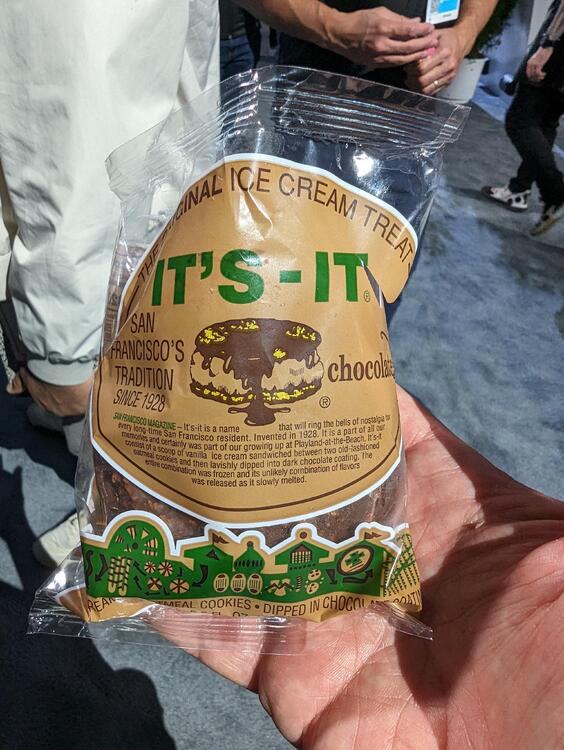 THE ORIGINAL ICE CREAM TREAT
IT'S-IT®
SAN
FRANCISCO'S
TRADITION
SINCE 1928
chocolate
®
SAN FRANCISCO MAGAZINE – It's-it is a name that will ring the bells of nostalgia for
every long-time San Francisco resident. Invented in 1928. It is a part of all our
memories and certainly was part of our growing up at Playland-at-the-Beach, It's-it
consist of a scoop of vanilla ice cream sandwiched between two old-fashioned
oatmeal cookies and then lavishly dipped into dark chocolate coating. The
entire combination was frozen and its unlikely combination of flavors
was released as it slowly melted.
COOKIES • DIPPED IN CHOCOLATE